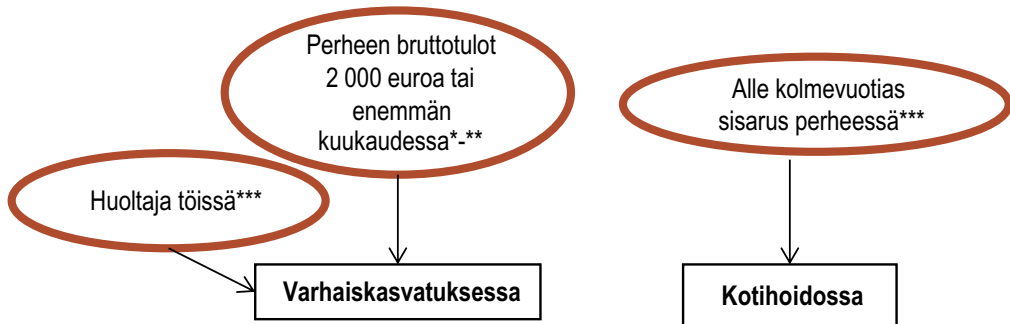 Perheen bruttotulot
2 000 euroa tai
enemmän
kuukaudessa*-**
Alle kolmevuotias
sisarus perheessä***
Huoltaja töissä***
Varhaiskasvatuksessa
Kotihoidossa